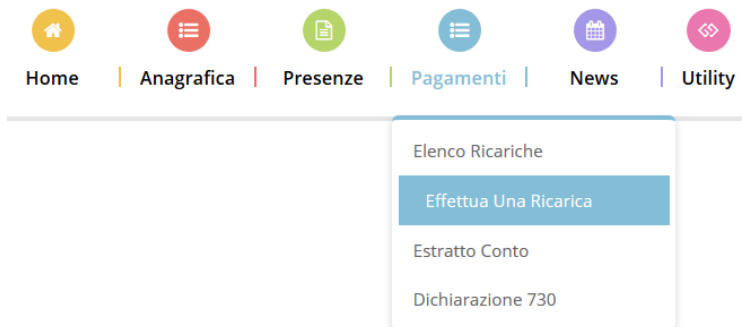 Home Anagrafica Presenze Pagamenti News Utility
Elenco Ricariche
Effettua Una Ricarica
Estratto Conto
Dichiarazione 730